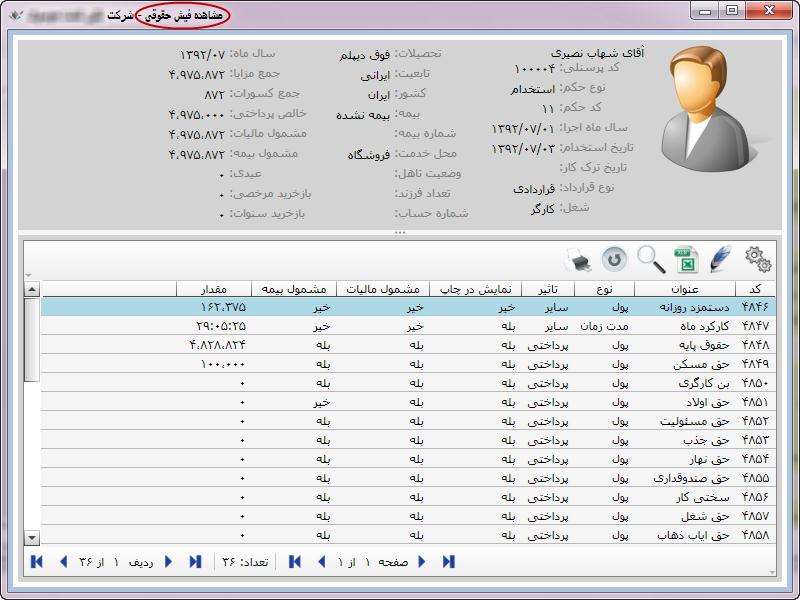 مشاهده فیش حقوقی - شرکت
آقای شهاب نصیری
کد پرسنلی: ۱۰۰۰۰۴
نوع حکم: استخدام
کد حکم: ۱۱
سال ماه اجرا: ۱۳۹۲/۰۷/۰۱
تاریخ استخدام: ۱۳۹۲/۰۷/۰۳
تاریخ ترک کار:
نوع قرارداد: قراردادی
شغل: کارگر
تحصیلات: فوق دیپلم
تابعیت: ایرانی
کشور: ایران
بیمه: بیمه نشده
شماره بیمه:
محل خدمت: فروشگاه
وضعیت تاهل:
تعداد فرزند:
شماره حساب:
سال ماه: ۱۳۹۲/۰۷
جمع مزایا: ۴،۹۷۵،۸۷۲
جمع کسورات: ۸۷۲
خالص پرداختی: ۴،۹۷۵،۰۰۰
مشمول مالیات: ۴،۹۷۵،۸۷۲
مشمول بیمه: ۴،۹۷۵،۸۷۲
عیدی: ۰
بازخرید مرخصی: ۰
بازخرید سنوات: ۰
کد عنوان نوع تاثیر نمایش در چاپ مشمول مالیات مشمول بیمه مقدار
۴۸۴۶ دستمزد روزانه پول سایر خیر خیر خیر ۱۶۲،۳۷۵
۴۸۴۷ کارکرد ماه مدت زمان سایر بله خیر خیر ۲۹:۰۵:۲۵
۴۸۴۸ حقوق پایه پول پرداختی بله بله بله ۴،۸۲۸،۸۲۴
۴۸۴۹ حق مسکن پول پرداختی بله بله بله ۱۰۰،۰۰۰
۴۸۵۰ بن کارگری پول پرداختی بله بله بله ۰
۴۸۵۱ حق اولاد پول پرداختی بله بله خیر ۰
۴۸۵۲ حق مسئولیت پول پرداختی بله بله بله ۰
۴۸۵۳ حق جذب پول پرداختی بله بله بله ۰
۴۸۵۴ حق نهار پول پرداختی بله بله بله ۰
۴۸۵۵ حق صندوقداری پول پرداختی بله بله بله ۰
۴۸۵۶ سختی کار پول پرداختی بله بله بله ۰
۴۸۵۷ حق شغل پول پرداختی بله بله بله ۰
۴۸۵۸ حق ایاب ذهاب پول پرداختی بله بله بله ۰
صفحه ۱ از ۱ تعداد: ۳۶ ردیف ۱ از ۳۶